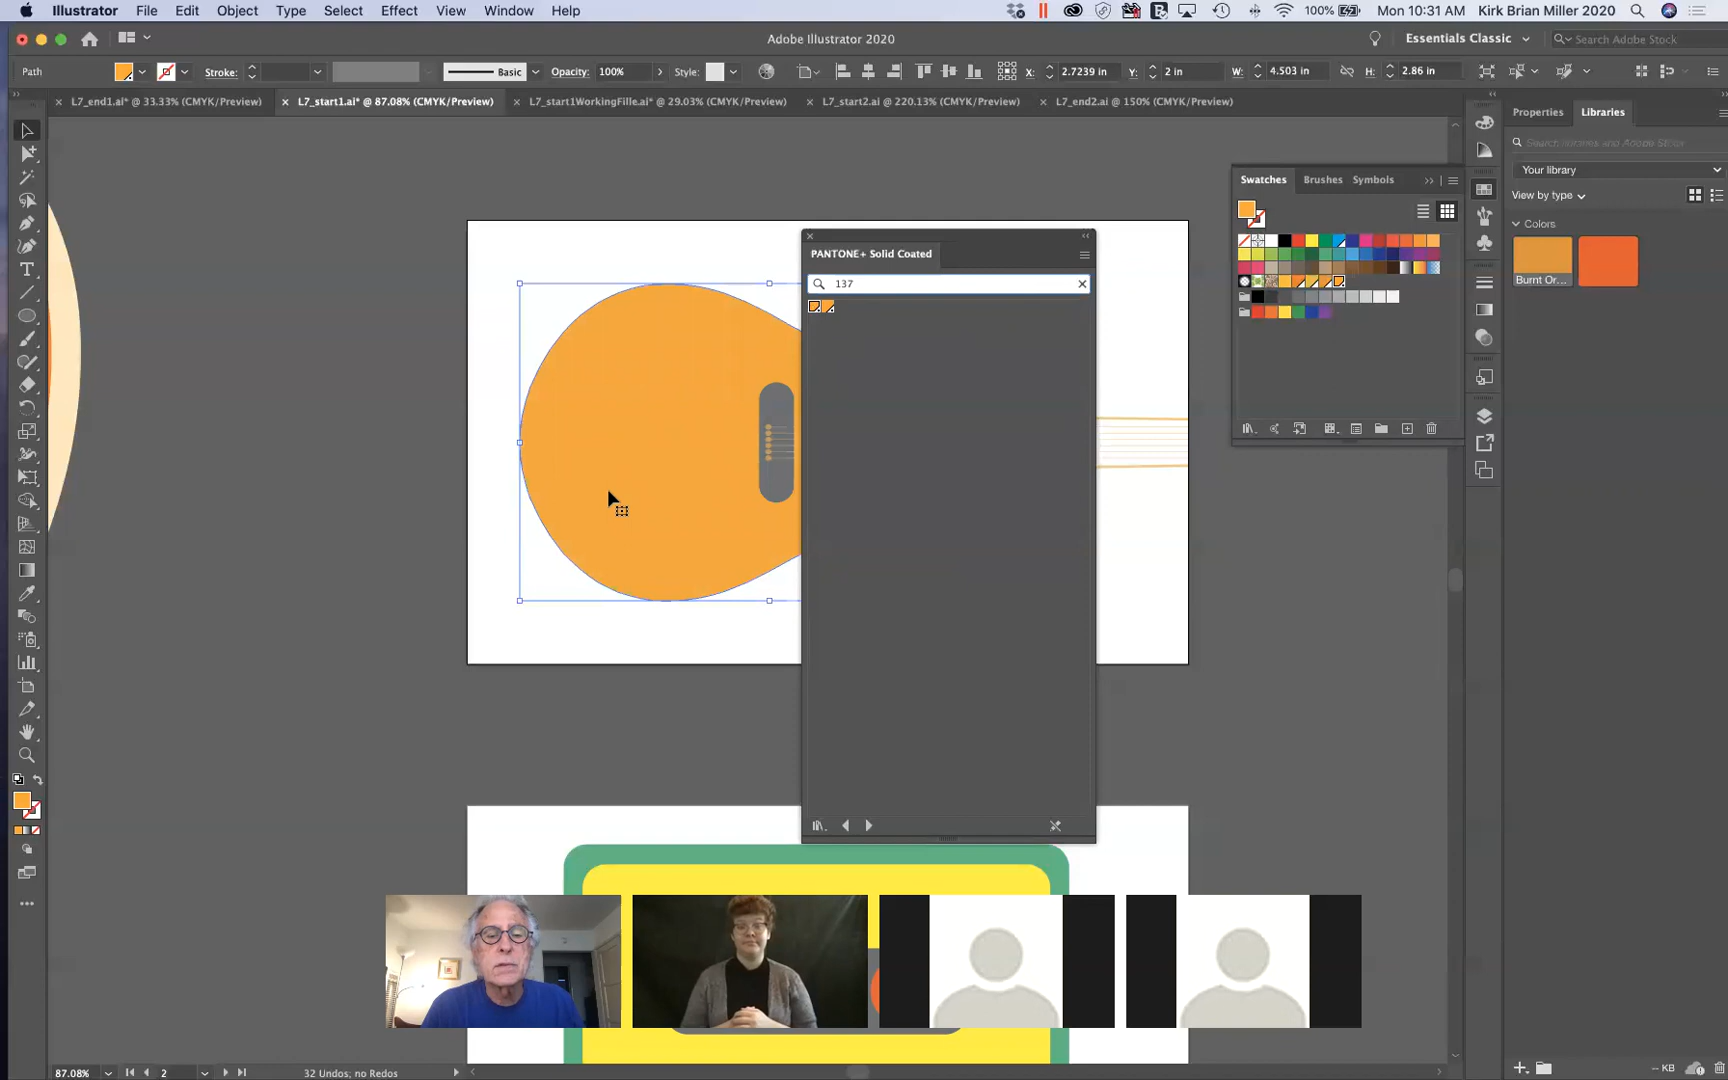 Illustrator File Edit Object Type Select Effect View Window Help
100% Mon 10:31 AM Kirk Brian Miller 2020
Adobe Illustrator 2020
Essentials Classic
Search Adobe Stock
Path Stroke: Basic Opacity: 100% Style: X: 2.7239 in Y: 2 in W: 4.503 in H: 2.86 in
× L7_end1.ai* @ 33.33% (CMYK/Preview) × L7_start1.ai* @ 87.08% (CMYK/Preview) × L7_start1WorkingFille.ai* @ 29.03% (CMYK/Preview) × L7_start2.ai @ 220.13% (CMYK/Preview) × L7_end2.ai @ 150% (CMYK/Preview)
Properties Libraries
Search libraries and Adobe Stock
Your library
View by type
Colors
Burnt Or...
Swatches Brushes Symbols
PANTONE+ Solid Coated
137
87.08% 2 32 Undos; no Redos
-- KB